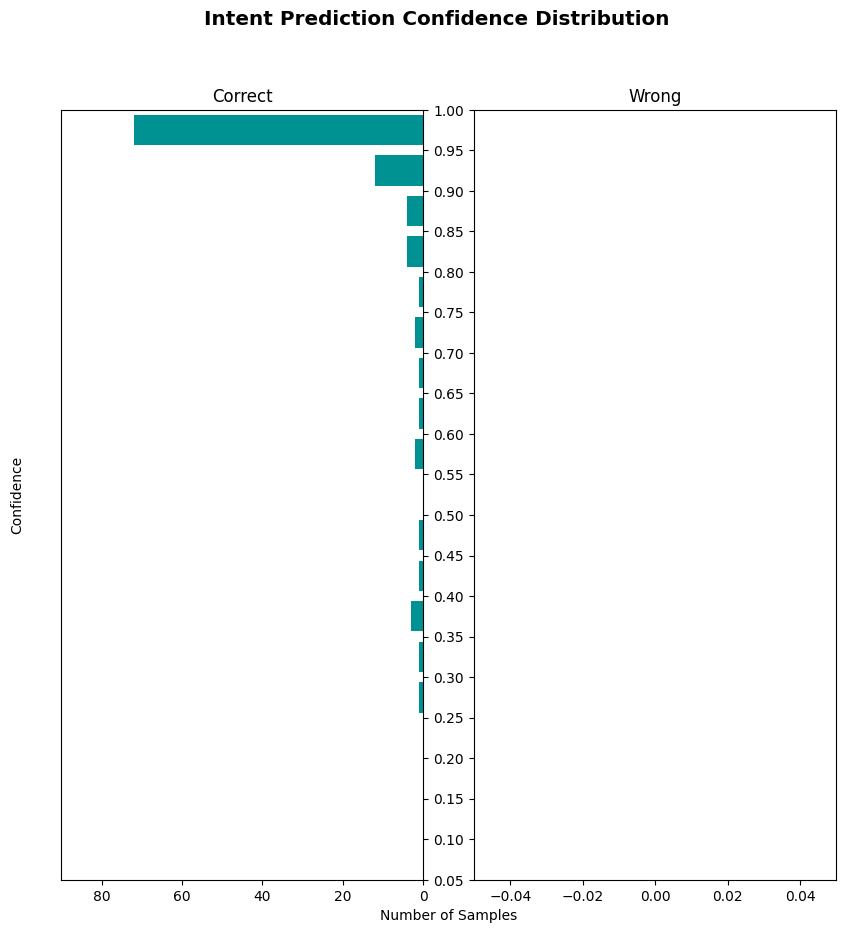 Intent Prediction Confidence Distribution
Correct
Wrong
1.00
0.95
0.90
0.85
0.80
0.75
0.70
0.65
0.60
0.55
0.50
0.45
0.40
0.35
0.30
0.25
0.20
0.15
0.10
0.05
Confidence
80 60 40 20 0
−0.04 −0.02 0.00 0.02 0.04
Number of Samples